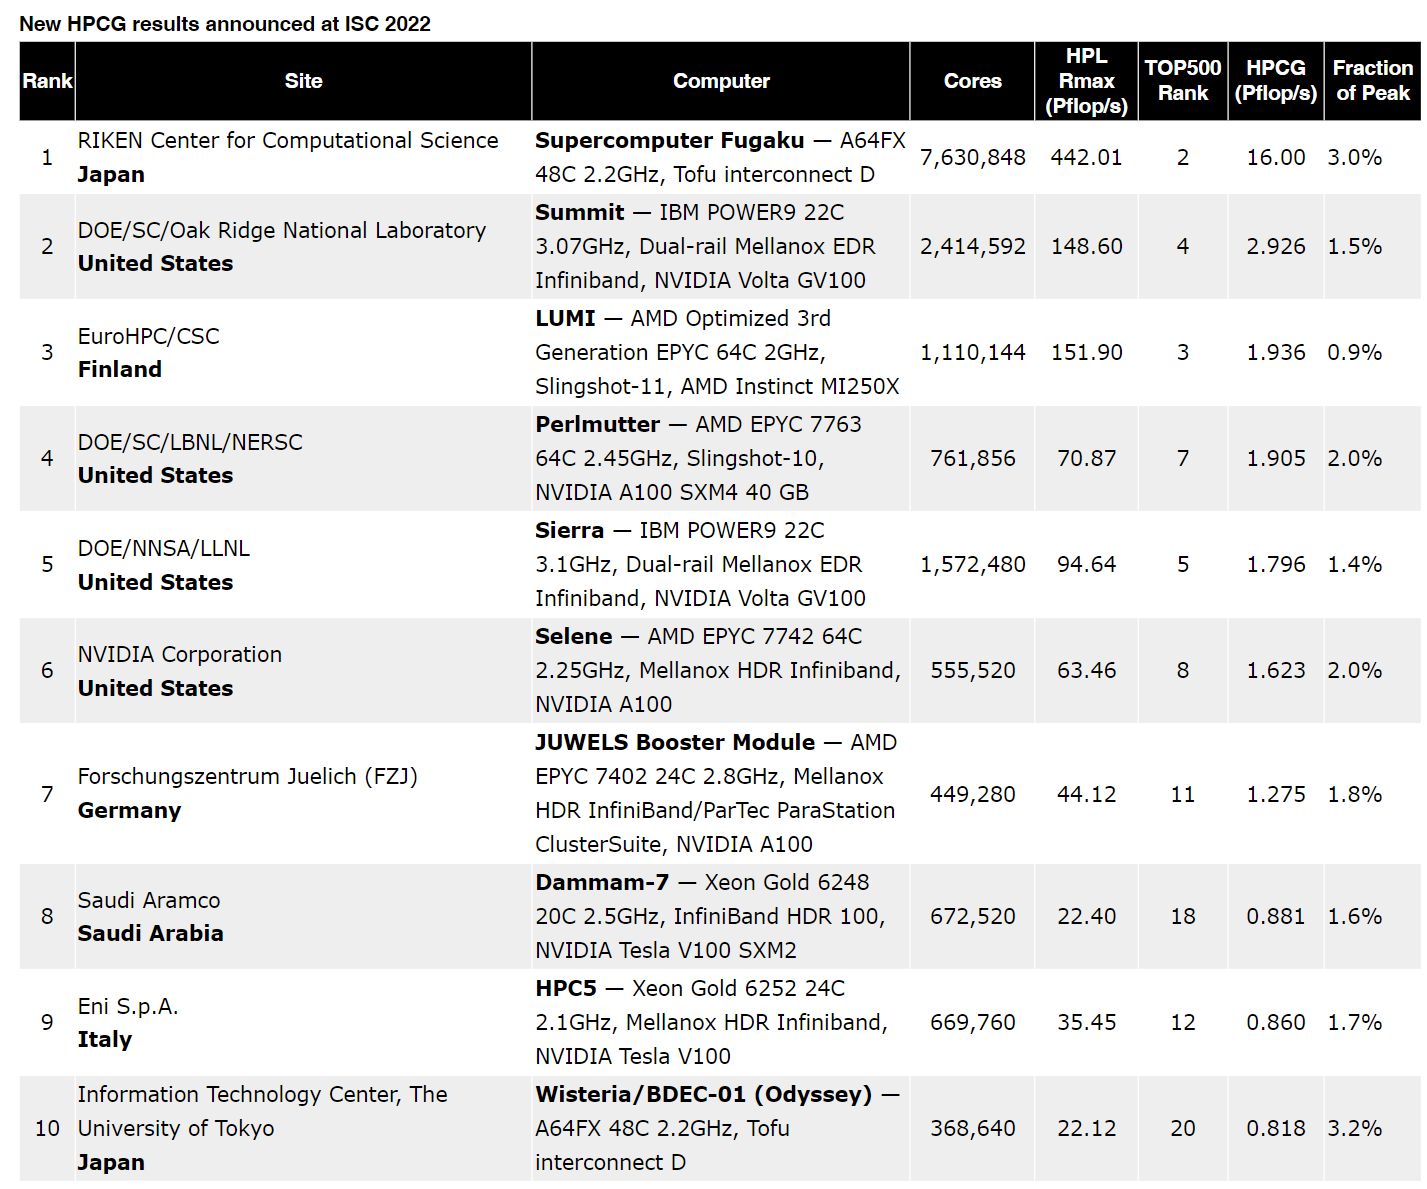 New HPCG results announced at ISC 2022
Rank Site Computer Cores HPL Rmax (Pflop/s) TOP500 Rank HPCG (Pflop/s) Fraction of Peak
1 RIKEN Center for Computational Science Japan Supercomputer Fugaku — A64FX 48C 2.2GHz, Tofu interconnect D 7,630,848 442.01 2 16.00 3.0%
2 DOE/SC/Oak Ridge National Laboratory United States Summit — IBM POWER9 22C 3.07GHz, Dual-rail Mellanox EDR Infiniband, NVIDIA Volta GV100 2,414,592 148.60 4 2.926 1.5%
3 EuroHPC/CSC Finland LUMI — AMD Optimized 3rd Generation EPYC 64C 2GHz, Slingshot-11, AMD Instinct MI250X 1,110,144 151.90 3 1.936 0.9%
4 DOE/SC/LBNL/NERSC United States Perlmutter — AMD EPYC 7763 64C 2.45GHz, Slingshot-10, NVIDIA A100 SXM4 40 GB 761,856 70.87 7 1.905 2.0%
5 DOE/NNSA/LLNL United States Sierra — IBM POWER9 22C 3.1GHz, Dual-rail Mellanox EDR Infiniband, NVIDIA Volta GV100 1,572,480 94.64 5 1.796 1.4%
6 NVIDIA Corporation United States Selene — AMD EPYC 7742 64C 2.25GHz, Mellanox HDR Infiniband, NVIDIA A100 555,520 63.46 8 1.623 2.0%
7 Forschungszentrum Juelich (FZJ) Germany JUWELS Booster Module — AMD EPYC 7402 24C 2.8GHz, Mellanox HDR InfiniBand/ParTec ParaStation ClusterSuite, NVIDIA A100 449,280 44.12 11 1.275 1.8%
8 Saudi Aramco Saudi Arabia Dammam-7 — Xeon Gold 6248 20C 2.5GHz, InfiniBand HDR 100, NVIDIA Tesla V100 SXM2 672,520 22.40 18 0.881 1.6%
9 Eni S.p.A. Italy HPC5 — Xeon Gold 6252 24C 2.1GHz, Mellanox HDR Infiniband, NVIDIA Tesla V100 669,760 35.45 12 0.860 1.7%
10 Information Technology Center, The University of Tokyo Japan Wisteria/BDEC-01 (Odyssey) — A64FX 48C 2.2GHz, Tofu interconnect D 368,640 22.12 20 0.818 3.2%